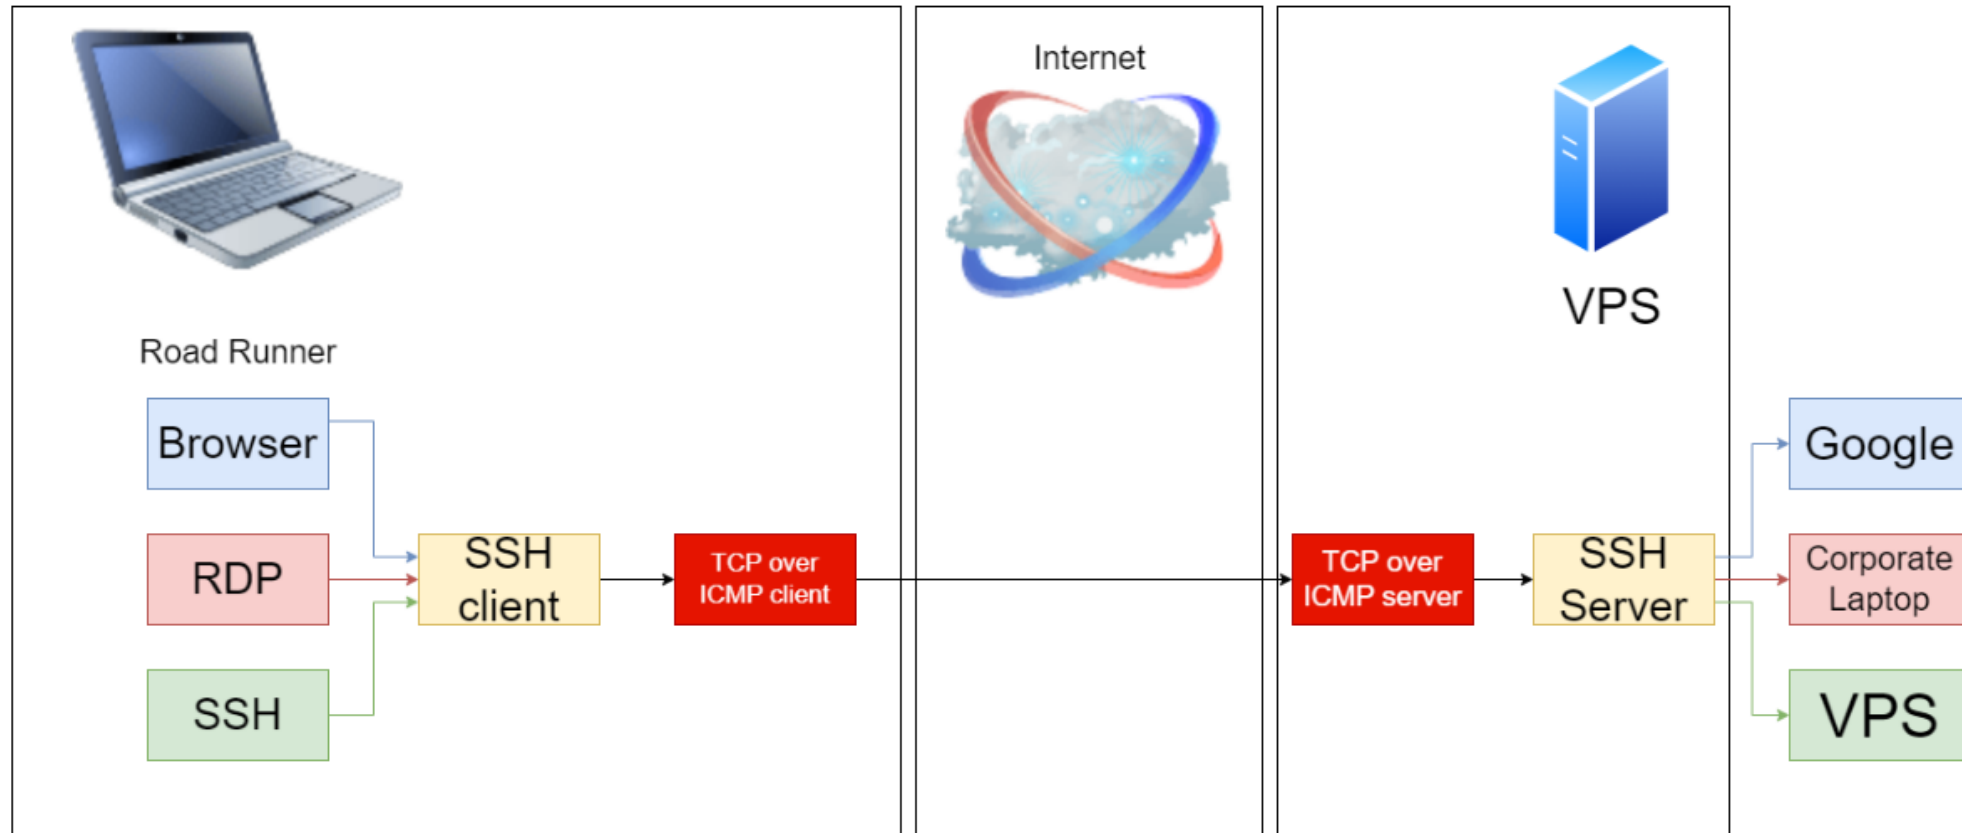 Internet
VPS
Road Runner
Browser
Google
RDP
SSH
client
TCP over
ICMP client
TCP over
ICMP server
SSH
Server
Corporate
Laptop
SSH
VPS